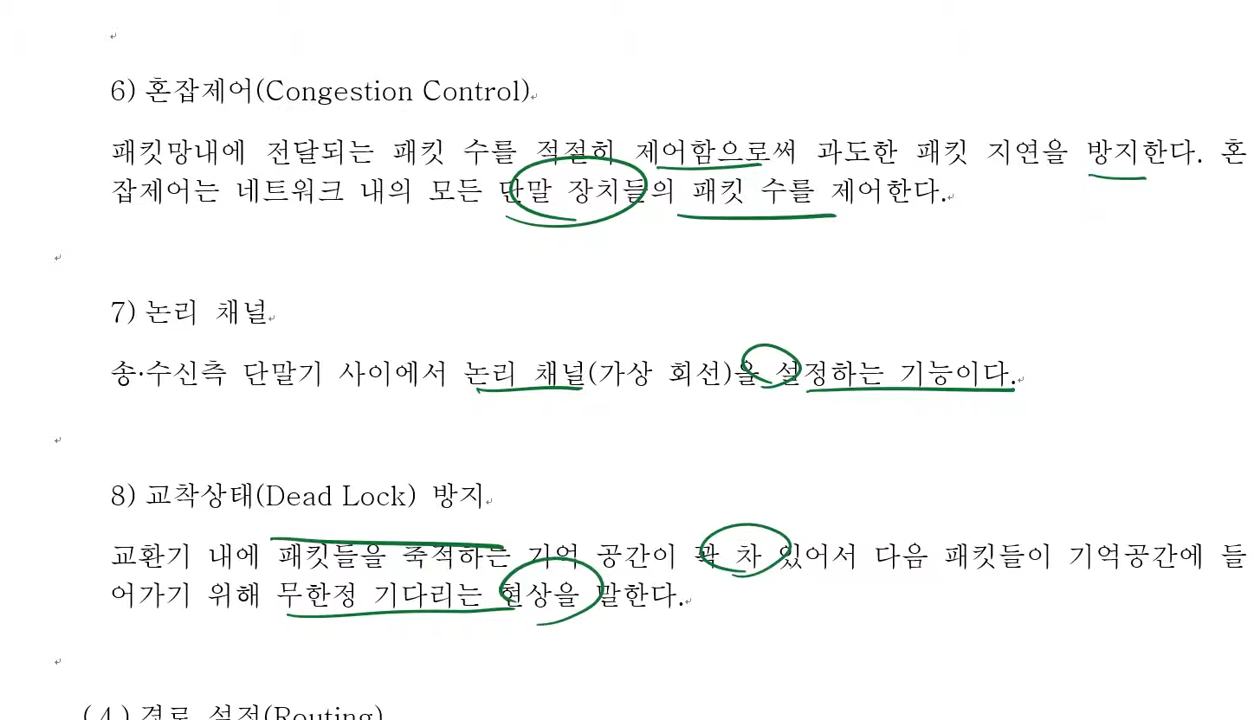 6) 혼잡제어(Congestion Control)
패킷망내에 전달되는 패킷 수를 적절히 제어함으로써 과도한 패킷 지연을 방지한다. 혼
잡제어는 네트워크 내의 모든 단말 장치들의 패킷 수를 제어한다.
7) 논리 채널
송·수신측 단말기 사이에서 논리 채널(가상 회선)을 설정하는 기능이다.
8) 교착상태(Dead Lock) 방지
교환기 내에 패킷들을 축적하는 기억 공간이 꽉 차 있어서 다음 패킷들이 기억공간에 들
어가기 위해 무한정 기다리는 현상을 말한다.
(4) 경로 설정(Routing)